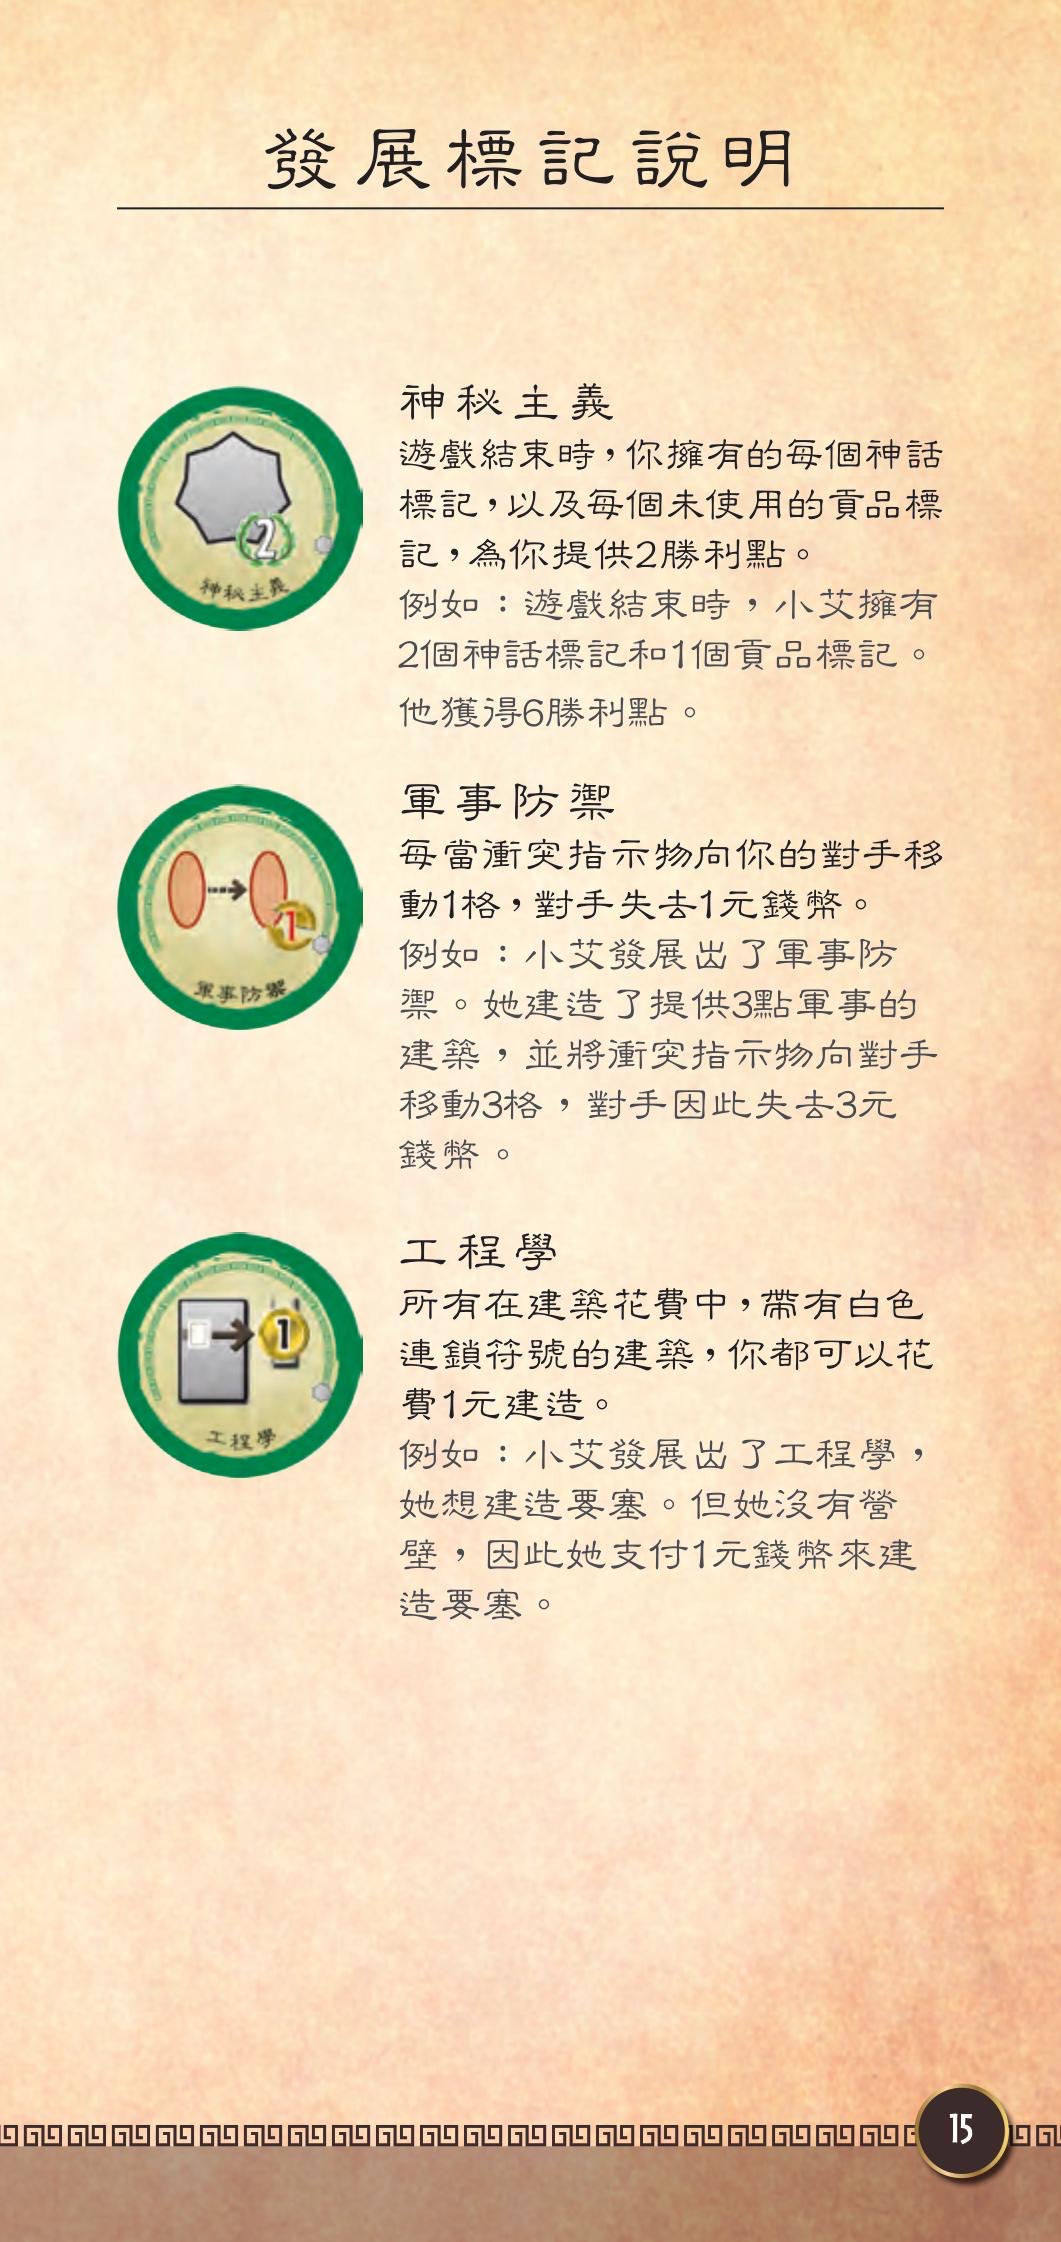 發展標記說明
神秘主義
遊戲結束時，你擁有的每個神話
標記，以及每個未使用的貢品標
記，為你提供2勝利點。
例如：遊戲結束時，小艾擁有
2個神話標記和1個貢品標記。
他獲得6勝利點。
2
神秘主義
軍事防禦
每當衝突指示物向你的對手移
動1格，對手失去1元錢幣。
例如：小艾發展出了軍事防
禦。她建造了提供3點軍事的
建築，並將衝突指示物向對手
移動3格，對手因此失去3元
錢幣。
1
軍事防禦
工程學
所有在建築花費中，帶有白色
連鎖符號的建築，你都可以花
費1元建造。
例如：小艾發展出了工程學，
她想建造要塞。但她沒有營
壁，因此她支付1元錢幣來建
造要塞。
1
工程學
15